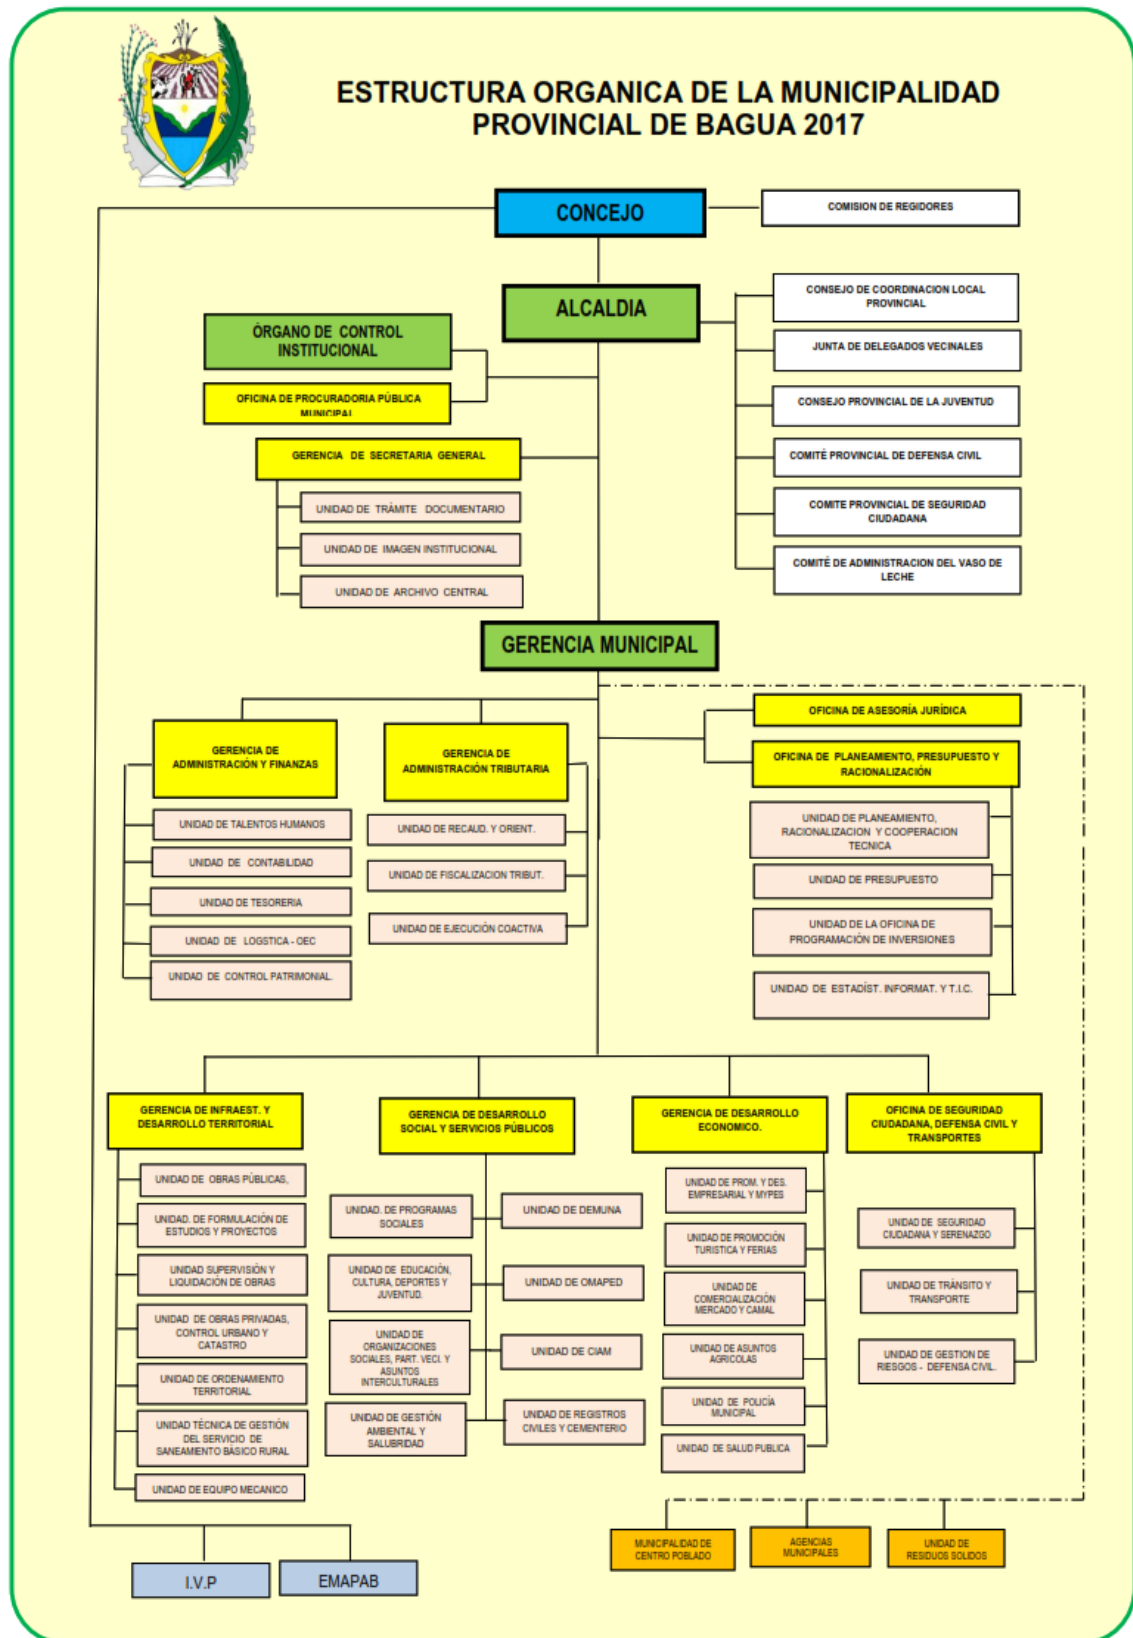 ESTRUCTURA ORGANICA DE LA MUNICIPALIDAD
PROVINCIAL DE BAGUA 2017
CONCEJO
COMISION DE REGIDORES
ALCALDIA
CONSEJO DE COORDINACION LOCAL
PROVINCIAL
JUNTA DE DELEGADOS VECINALES
CONSEJO PROVINCIAL DE LA JUVENTUD
COMITÉ PROVINCIAL DE DEFENSA CIVIL
COMITE PROVINCIAL DE SEGURIDAD
CIUDADANA
COMITÉ DE ADMINISTRACION DEL VASO DE
LECHE
ÓRGANO DE CONTROL
INSTITUCIONAL
OFICINA DE PROCURADORIA PÚBLICA
MUNICIPAL
GERENCIA DE SECRETARIA GENERAL
UNIDAD DE TRÁMITE DOCUMENTARIO
UNIDAD DE IMAGEN INSTITUCIONAL
UNIDAD DE ARCHIVO CENTRAL
GERENCIA MUNICIPAL
GERENCIA DE
ADMINISTRACIÓN Y FINANZAS
UNIDAD DE TALENTOS HUMANOS
UNIDAD DE CONTABILIDAD
UNIDAD DE TESORERIA
UNIDAD DE LOGSTICA - OEC
UNIDAD DE CONTROL PATRIMONIAL.
GERENCIA DE
ADMINISTRACIÓN TRIBUTARIA
UNIDAD DE RECAUD. Y ORIENT.
UNIDAD DE FISCALIZACION TRIBUT.
UNIDAD DE EJECUCIÓN COACTIVA
OFICINA DE ASESORÍA JURÍDICA
OFICINA DE PLANEAMIENTO, PRESUPUESTO Y
RACIONALIZACIÓN
UNIDAD DE PLANEAMIENTO,
RACIONALIZACION Y COOPERACION
TECNICA
UNIDAD DE PRESUPUESTO
UNIDAD DE LA OFICINA DE
PROGRAMACIÓN DE INVERSIONES
UNIDAD DE ESTADÍST. INFORMAT. Y T.I.C.
GERENCIA DE INFRAEST. Y
DESARROLLO TERRITORIAL
UNIDAD DE OBRAS PÚBLICAS,
UNIDAD. DE FORMULACIÓN DE
ESTUDIOS Y PROYECTOS
UNIDAD SUPERVISIÓN Y
LIQUIDACIÓN DE OBRAS
UNIDAD DE OBRAS PRIVADAS,
CONTROL URBANO Y
CATASTRO
UNIDAD DE ORDENAMIENTO
TERRITORIAL
UNIDAD TÉCNICA DE GESTIÓN
DEL SERVICIO DE
SANEAMIENTO BÁSICO RURAL
UNIDAD DE EQUIPO MECANICO
GERENCIA DE DESARROLLO
SOCIAL Y SERVICIOS PÚBLICOS
UNIDAD. DE PROGRAMAS
SOCIALES
UNIDAD DE EDUCACIÓN,
CULTURA, DEPORTES Y
JUVENTUD.
UNIDAD DE
ORGANIZACIONES
SOCIALES, PART. VECI. Y
ASUNTOS
INTERCULTURALES
UNIDAD DE GESTIÓN
AMBIENTAL Y
SALUBRIDAD
UNIDAD DE DEMUNA
UNIDAD DE OMAPED
UNIDAD DE CIAM
UNIDAD DE REGISTROS
CIVILES Y CEMENTERIO
GERENCIA DE DESARROLLO
ECONOMICO.
UNIDAD DE PROM. Y DES.
EMPRESARIAL Y MYPES
UNIDAD DE PROMOCIÓN
TURISTICA Y FERIAS
UNIDAD DE
COMERCIALIZACIÓN
MERCADO Y CAMAL
UNIDAD DE ASUNTOS
AGRICOLAS
UNIDAD DE POLICÍA
MUNICIPAL
UNIDAD DE SALUD PUBLICA
OFICINA DE SEGURIDAD
CIUDADANA, DEFENSA CIVIL Y
TRANSPORTES
UNIDAD DE SEGURIDAD
CIUDADANA Y SERENAZGO
UNIDAD DE TRÁNSITO Y
TRANSPORTE
UNIDAD DE GESTION DE
RIESGOS - DEFENSA CIVIL.
MUNICIPALIDAD DE
CENTRO POBLADO
AGENCIAS
MUNICIPALES
UNIDAD DE
RESIDUOS SOLIDOS
I.V.P
EMAPAB